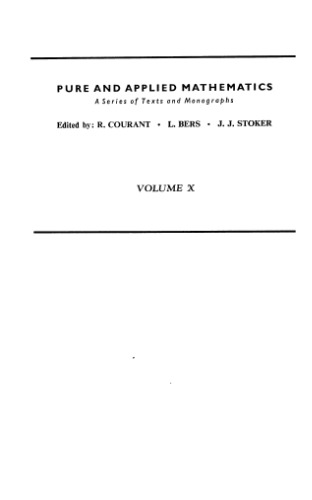 PURE AND APPLIED MATHEMATICS
A Series of Texts and Monographs
Edited by: R. COURANT • L. BERS • J. J. STOKER
VOLUME X